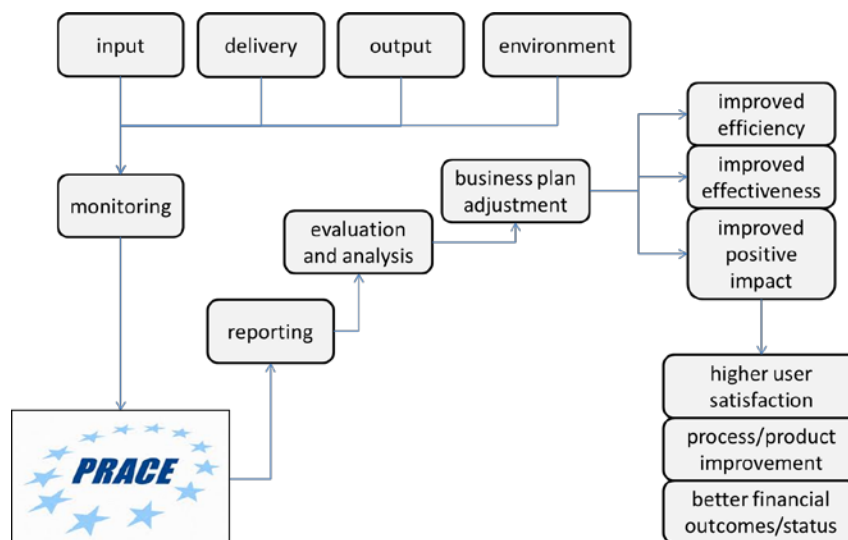 input
delivery
output
environment
improved
efficiency
improved
effectiveness
improved
positive
impact
business plan
adjustment
monitoring
evaluation
and analysis
reporting
higher user
satisfaction
process/product
improvement
better financial
outcomes/status
PRACE